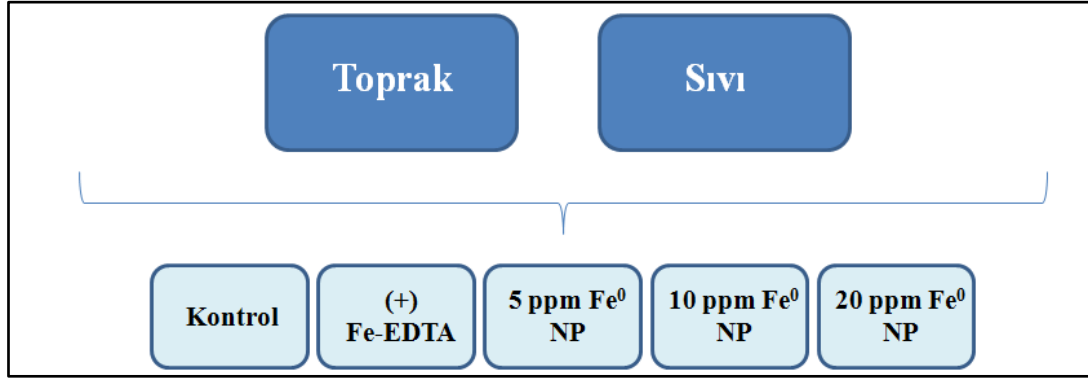 Toprak
Sıvı
Kontrol
(+)
Fe-EDTA
5 ppm Fe⁰
NP
10 ppm Fe⁰
NP
20 ppm Fe⁰
NP